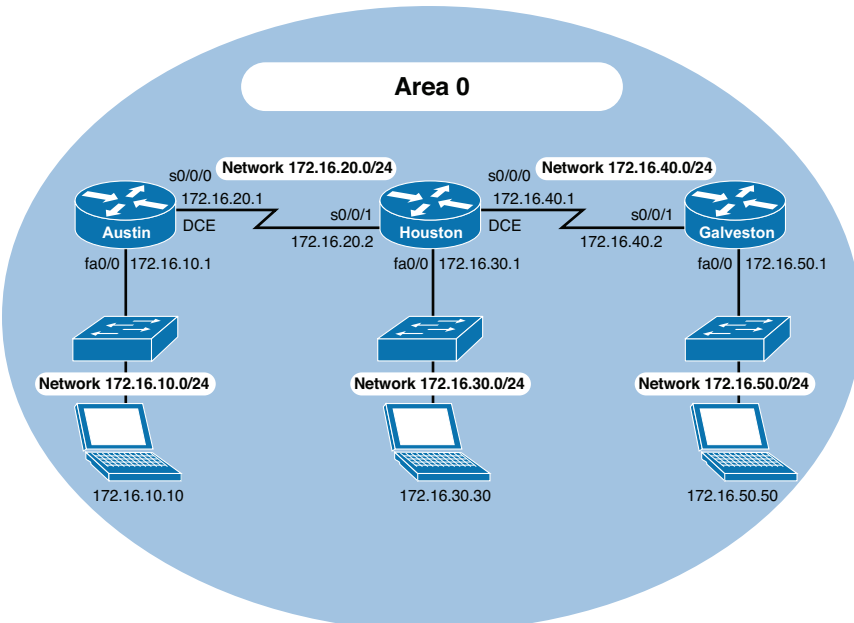 Area 0
s0/0/0
Network 172.16.20.0/24
s0/0/0
Network 172.16.40.0/24
172.16.20.1
s0/0/1
172.16.40.1
s0/0/1
Austin
DCE
172.16.20.2
Houston
DCE
172.16.40.2
Galveston
fa0/0
172.16.10.1
fa0/0
172.16.30.1
fa0/0
172.16.50.1
Network 172.16.10.0/24
Network 172.16.30.0/24
Network 172.16.50.0/24
172.16.10.10
172.16.30.30
172.16.50.50